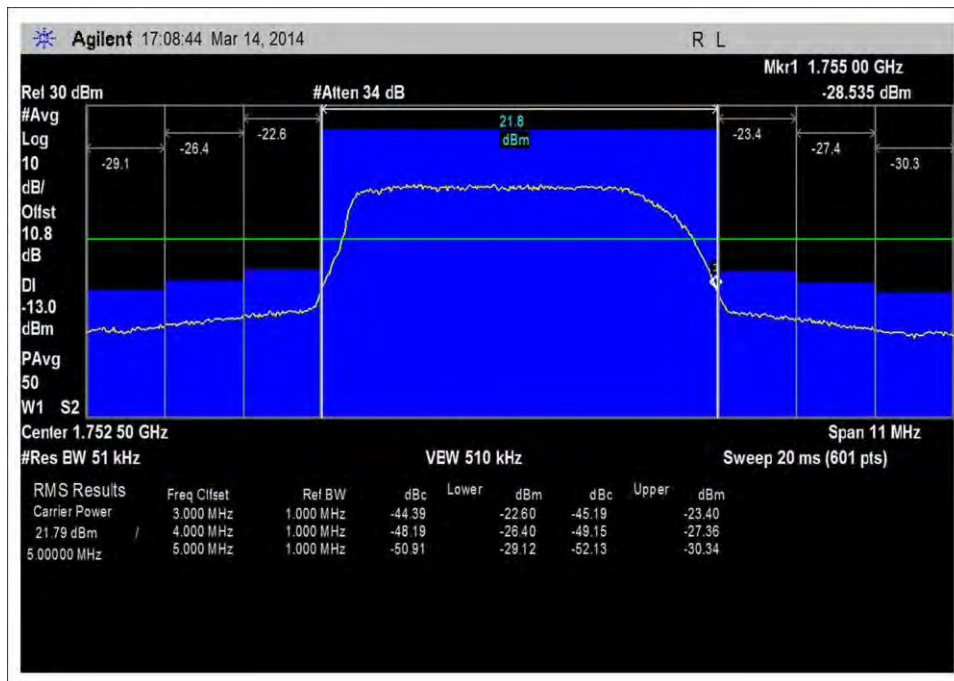 Agilent 17:08:44 Mar 14, 2014 R L
Mkr1 1.755 00 GHz
Ref 30 dBm #Atten 34 dB -28.535 dBm
#Avg
Log
10
dB/
Offst
10.8
dB
DI
-13.0
dBm
PAvg
50
W1 S2
21.8
dBm
-29.1 -26.4 -22.6 -23.4 -27.4 -30.3
Center 1.752 50 GHz Span 11 MHz
#Res BW 51 kHz VBW 510 kHz Sweep 20 ms (601 pts)
RMS Results Freq Offset Ref BW dBc Lower dBm dBc Upper dBm
Carrier Power 3.000 MHz 1.000 MHz -44.39 -22.60 -45.19 -23.40
21.79 dBm / 4.000 MHz 1.000 MHz -48.19 -26.40 -49.15 -27.36
5.00000 MHz 5.000 MHz 1.000 MHz -50.91 -29.12 -52.13 -30.34